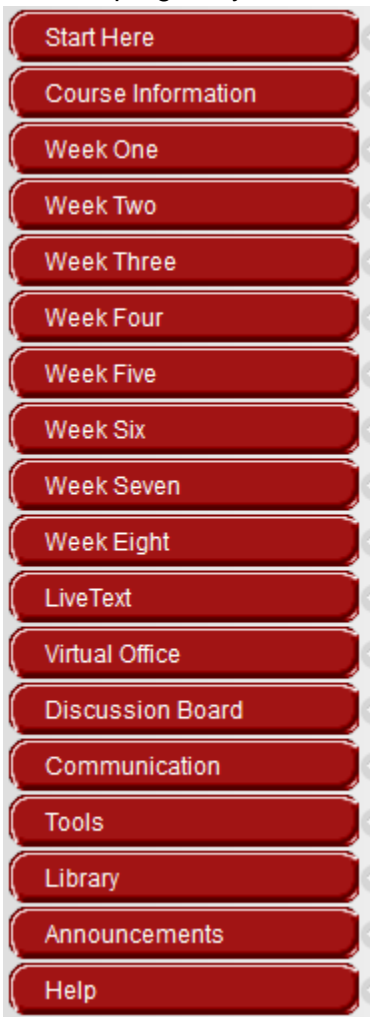 Start Here
Course Information
Week One
Week Two
Week Three
Week Four
Week Five
Week Six
Week Seven
Week Eight
LiveText
Virtual Office
Discussion Board
Communication
Tools
Library
Announcements
Help